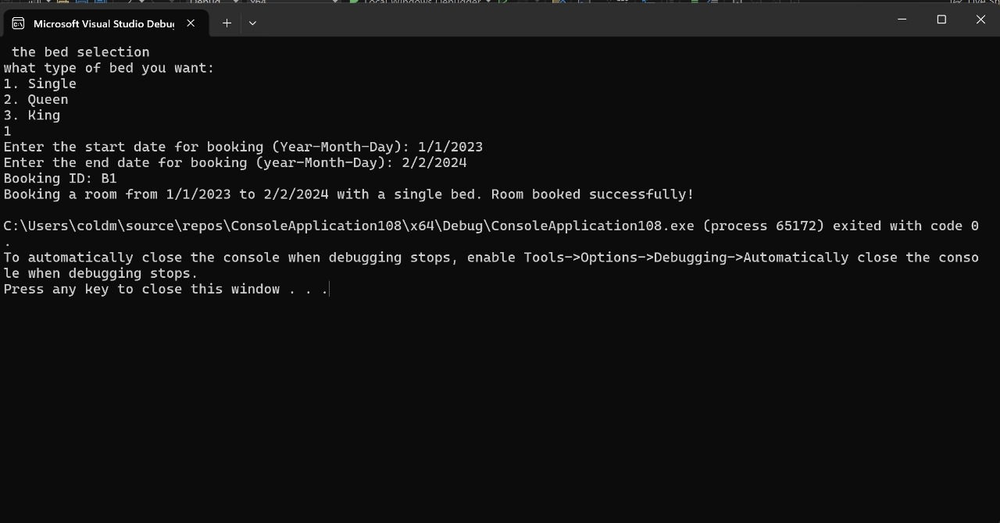 Microsoft Visual Studio Debu
the bed selection
what type of bed you want:
1. Single
2. Queen
3. King
1
Enter the start date for booking (Year-Month-Day): 1/1/2023
Enter the end date for booking (year-Month-Day): 2/2/2024
Booking ID: B1
Booking a room from 1/1/2023 to 2/2/2024 with a single bed. Room booked successfully!
C:\Users\coldm\source\repos\ConsoleApplication108\x64\Debug\ConsoleApplication108.exe (process 65172) exited with code 0
.
To automatically close the console when debugging stops, enable Tools->Options->Debugging->Automatically close the conso
le when debugging stops.
Press any key to close this window . . .